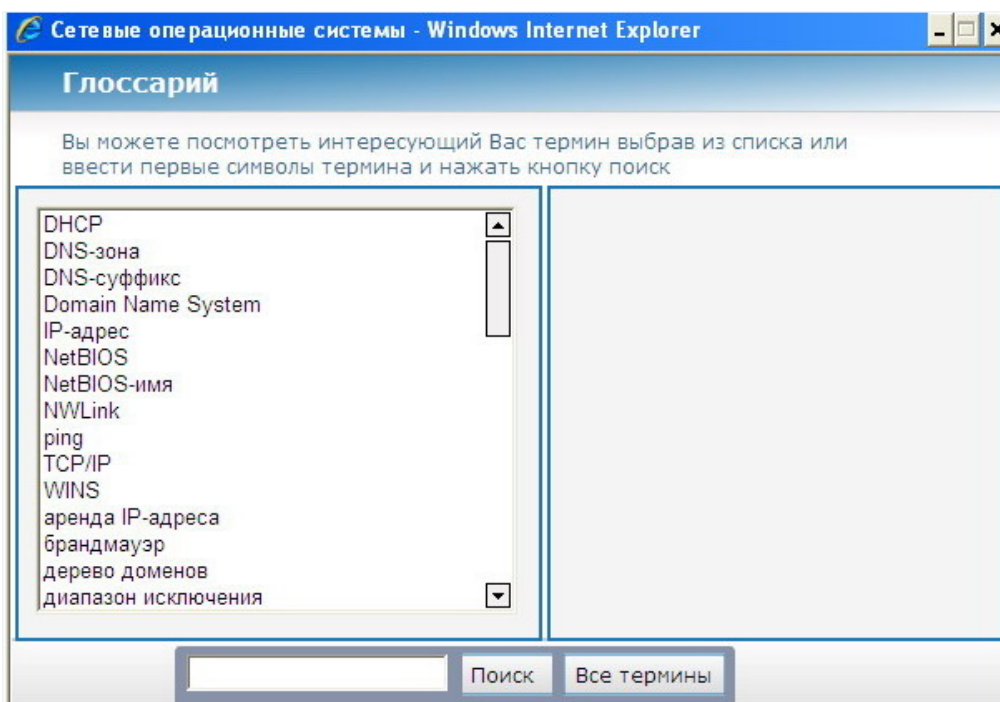 Сетевые операционные системы - Windows Internet Explorer
Глоссарий
Вы можете посмотреть интересующий Вас термин выбрав из списка или
ввести первые символы термина и нажать кнопку поиск
DHCP
DNS-зона
DNS-суффикс
Domain Name System
IP-адрес
NetBIOS
NetBIOS-имя
NWLink
ping
TCP/IP
WINS
аренда IP-адреса
брандмауэр
дерево доменов
диапазон исключения
Поиск
Все термины